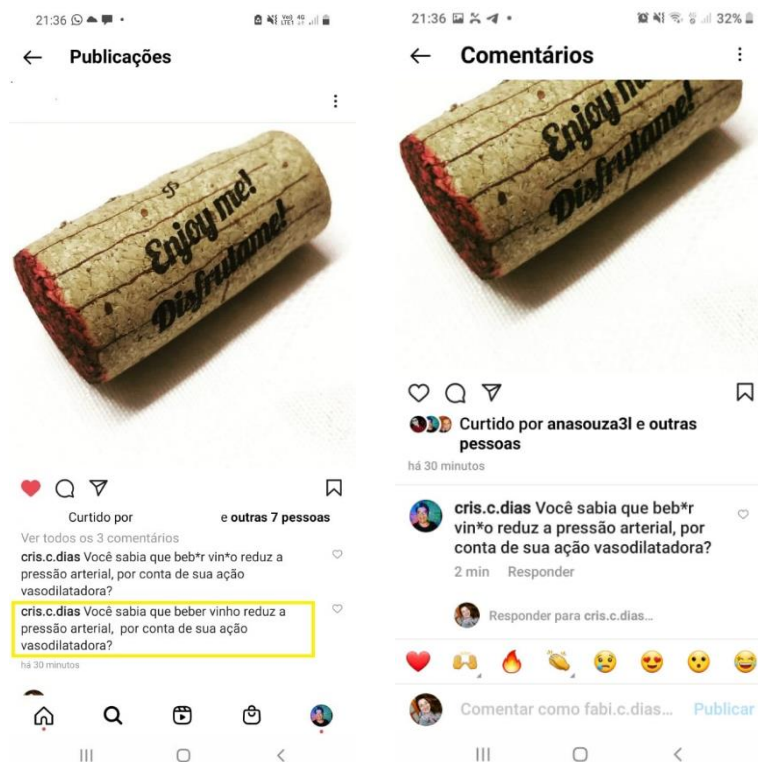 21:36
Publicações
Enjoy me!
Disfrutame!
Curtido por e outras 7 pessoas
Ver todos os 3 comentários
cris.c.dias Você sabia que beb*r vin*o reduz a
pressão arterial, por conta de sua ação
vasodilatadora?
cris.c.dias Você sabia que beber vinho reduz a
pressão arterial, por conta de sua ação
vasodilatadora?
há 30 minutos
21:36 32%
Comentários
Enjoy me!
Disfrutame!
Curtido por anasouza3l e outras
pessoas
há 30 minutos
cris.c.dias Você sabia que beb*r
vin*o reduz a pressão arterial, por
conta de sua ação vasodilatadora?
2 min Responder
Responder para cris.c.dias...
Comentar como fabi.c.dias... Publicar